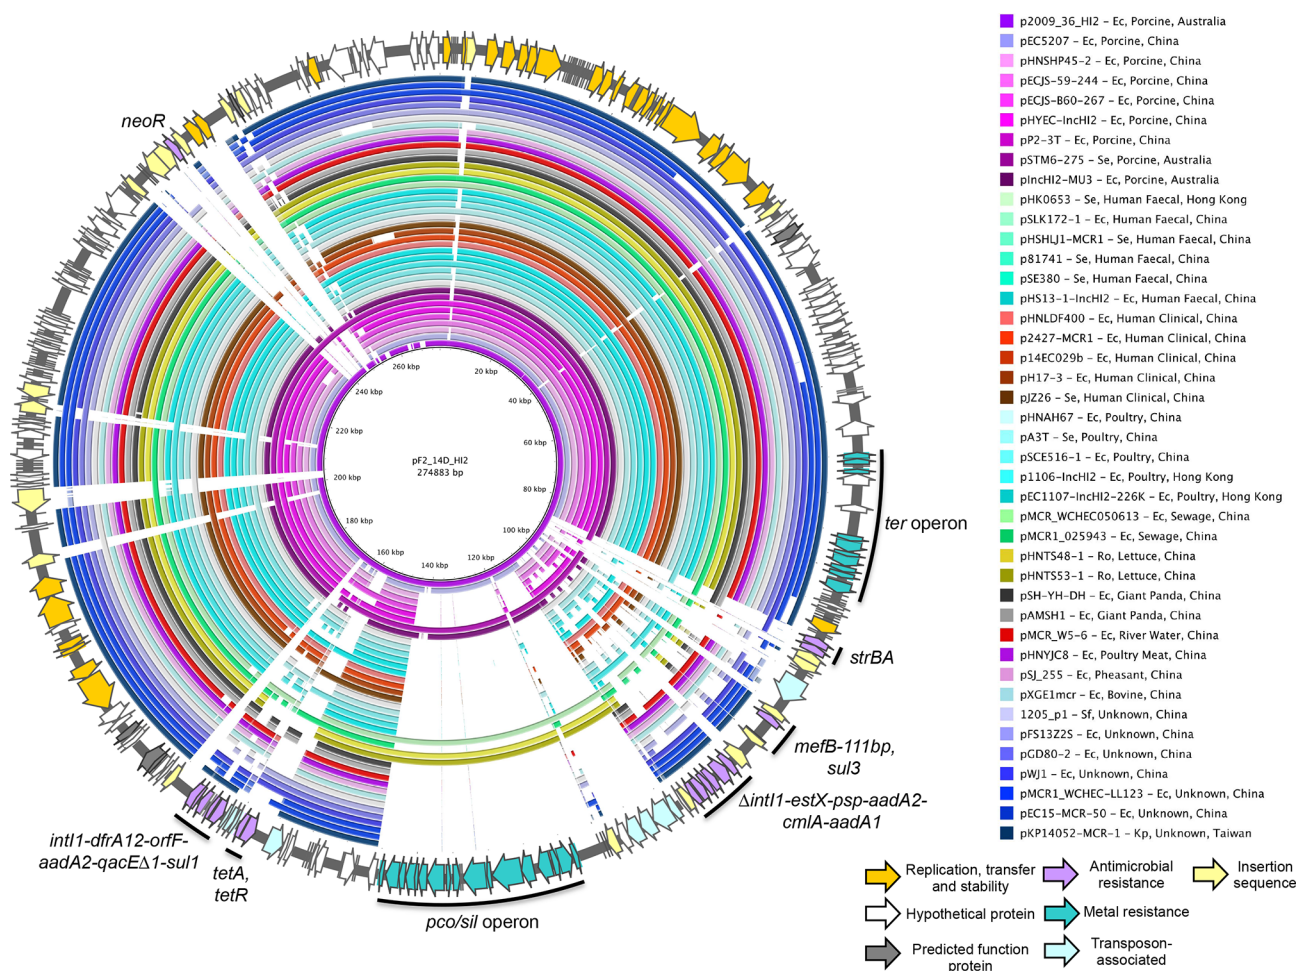 neoR
260 kbp
20 kbp
240 kbp
40 kbp
220 kbp
60 kbp
pF2_14D_HI2
274883 bp
200 kbp
80 kbp
180 kbp
100 kbp
160 kbp
120 kbp
140 kbp
ter operon
strBA
mefB-111bp,
sul3
ΔintI1-estX-psp-aadA2-
cmlA-aadA1
intI1-dfrA12-orfF-
aadA2-qacEΔ1-sul1
tetA,
tetR
pco/sil operon
p2009_36_HI2 – Ec, Porcine, Australia
pEC5207 – Ec, Porcine, China
pHNSHP45-2 – Ec, Porcine, China
pECJS-59-244 – Ec, Porcine, China
pECJS-B60-267 – Ec, Porcine, China
pHYEC-IncHI2 – Ec, Porcine, China
pP2-3T – Ec, Porcine, China
pSTM6-275 – Se, Porcine, Australia
pIncHI2-MU3 – Ec, Porcine, Australia
pHK0653 – Se, Human Faecal, Hong Kong
pSLK172-1 – Ec, Human Faecal, China
pHSHLJ1-MCR1 – Se, Human Faecal, China
p81741 – Se, Human Faecal, China
pSE380 – Se, Human Faecal, China
pHS13-1-IncHI2 – Ec, Human Faecal, China
pHNLDF400 – Ec, Human Clinical, China
p2427-MCR1 – Ec, Human Clinical, China
p14EC029b – Ec, Human Clinical, China
pH17-3 – Ec, Human Clinical, China
pJZ26 – Se, Human Clinical, China
pHNAH67 – Ec, Poultry, China
pA3T – Se, Poultry, China
pSCE516-1 – Ec, Poultry, China
p1106-IncHI2 – Ec, Poultry, Hong Kong
pEC1107-IncHI2-226K – Ec, Poultry, Hong Kong
pMCR_WCHEC050613 – Ec, Sewage, China
pMCR1_025943 – Ec, Sewage, China
pHNTS48-1 – Ro, Lettuce, China
pHNTS53-1 – Ro, Lettuce, China
pSH-YH-DH – Ec, Giant Panda, China
pAMSH1 – Ec, Giant Panda, China
pMCR_W5-6 – Ec, River Water, China
pHNYJC8 – Ec, Poultry Meat, China
pSJ_255 – Ec, Pheasant, China
pXGE1mcr – Ec, Bovine, China
1205_p1 – Sf, Unknown, China
pFS13Z2S – Ec, Unknown, China
pGD80-2 – Ec, Unknown, China
pWJ1 – Ec, Unknown, China
pMCR1_WCHEC-LL123 – Ec, Unknown, China
pEC15-MCR-50 – Ec, Unknown, China
pKP14052-MCR-1 – Kp, Unknown, Taiwan
Replication, transfer
and stability
Antimicrobial
resistance
Insertion
sequence
Hypothetical protein
Metal resistance
Predicted function
protein
Transposon-
associated